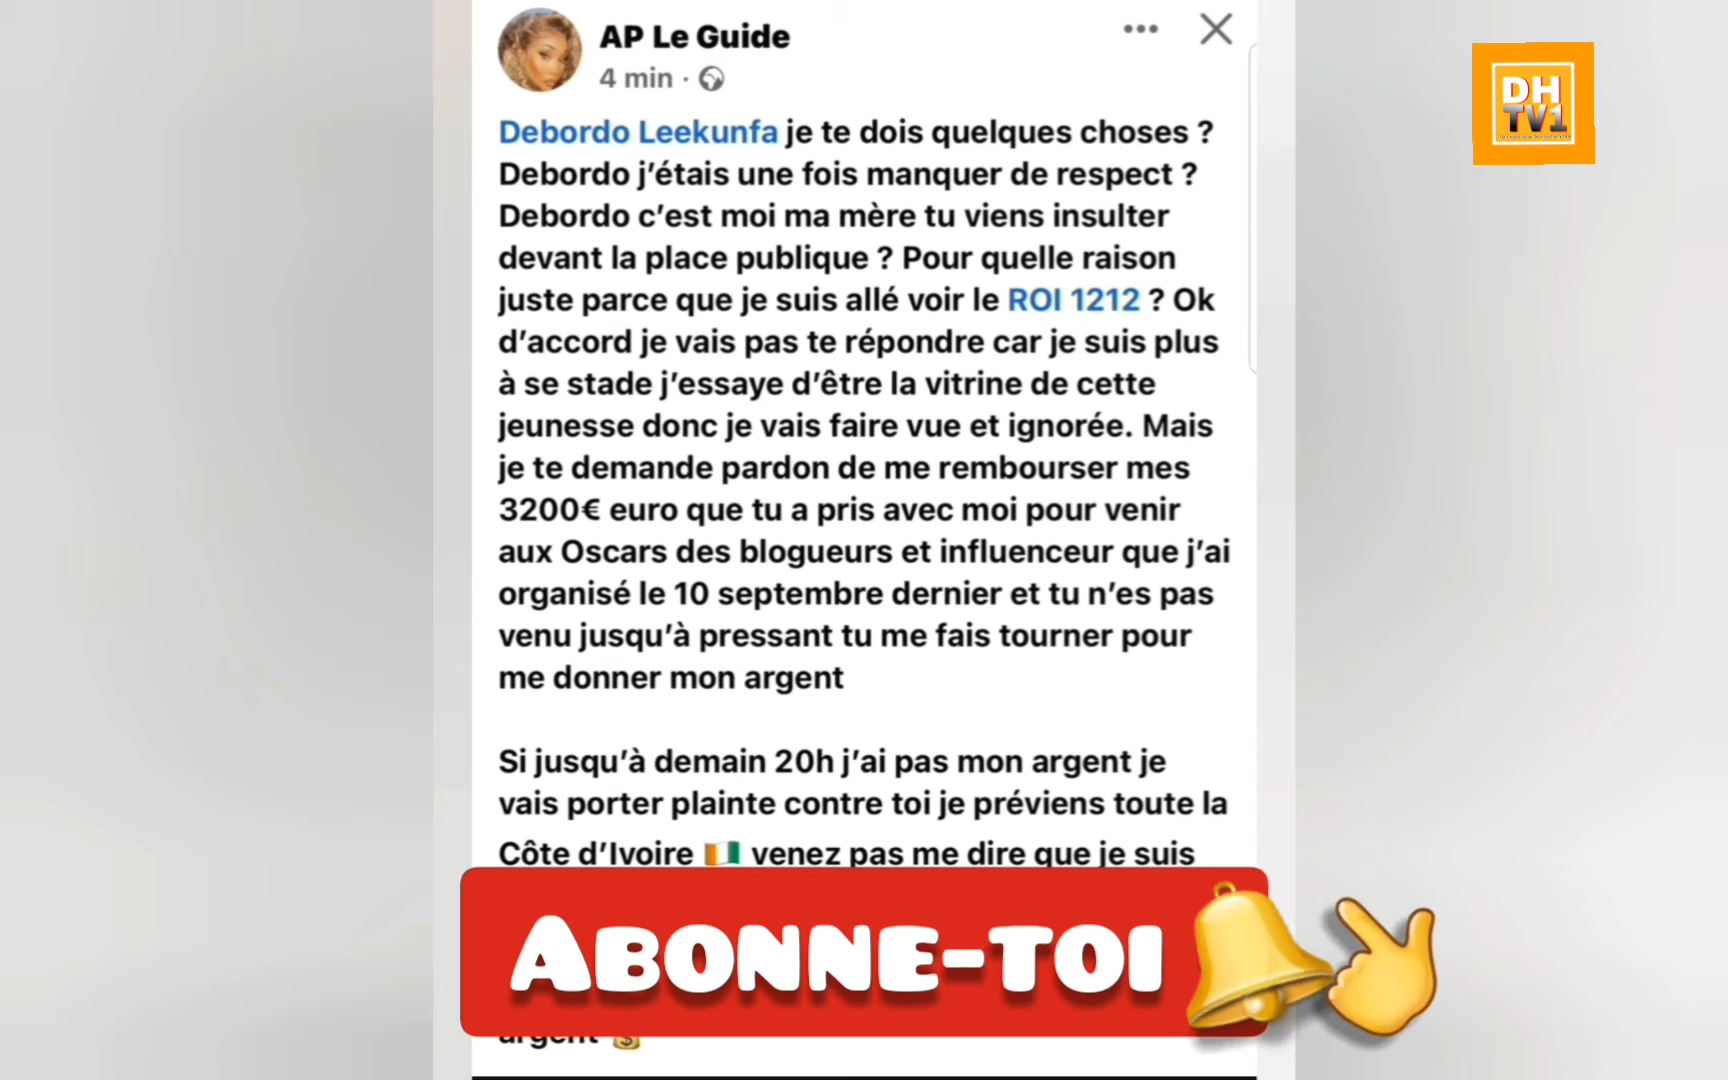 AP Le Guide
4 min ·
DH
TV1
Debordo Leekunfa je te dois quelques choses ?
Debordo j’étais une fois manquer de respect ?
Debordo c’est moi ma mère tu viens insulter
devant la place publique ? Pour quelle raison
juste parce que je suis allé voir le ROI 1212 ? Ok
d’accord je vais pas te répondre car je suis plus
à se stade j’essaye d’être la vitrine de cette
jeunesse donc je vais faire vue et ignorée. Mais
je te demande pardon de me rembourser mes
3200€ euro que tu a pris avec moi pour venir
aux Oscars des blogueurs et influenceur que j’ai
organisé le 10 septembre dernier et tu n’es pas
venu jusqu’à pressant tu me fais tourner pour
me donner mon argent
Si jusqu’à demain 20h j’ai pas mon argent je
vais porter plainte contre toi je préviens toute la
Côte d’Ivoire 🇨🇮 venez pas me dire que je suis
ABONNE-TOI
argent 💰